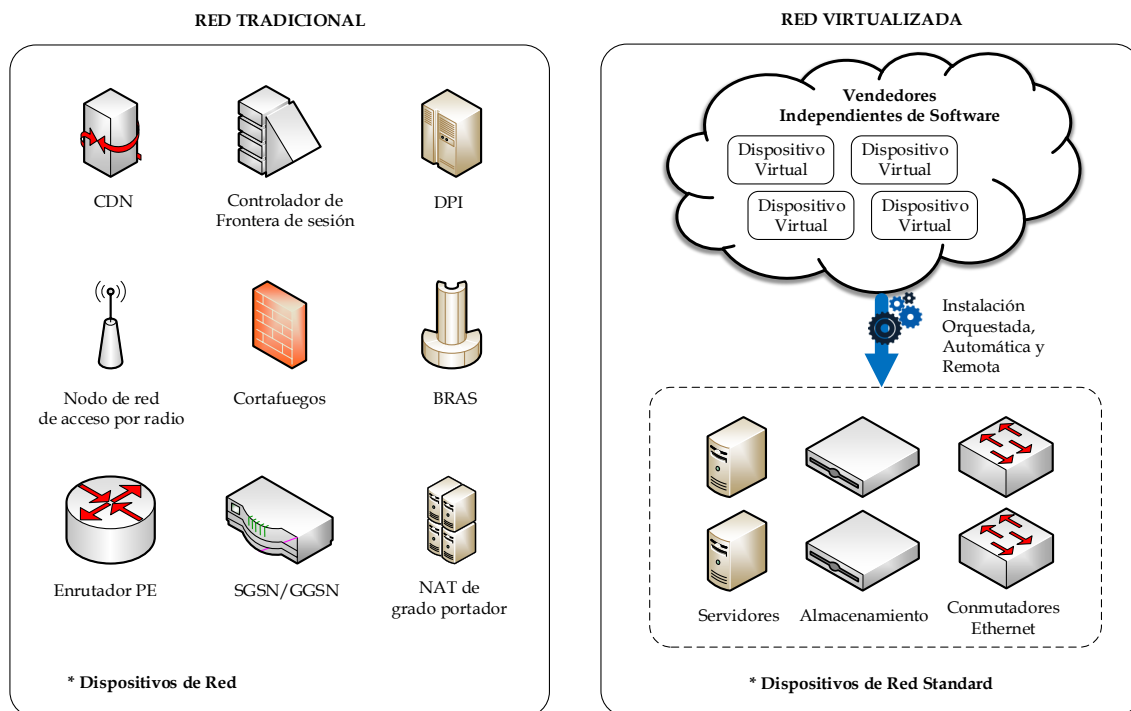 RED TRADICIONAL
CDN
Controlador de
Frontera de sesión
DPI
Nodo de red
de acceso por radio
Cortafuegos
BRAS
Enrutador PE
SGSN/GGSN
NAT de
grado portador
* Dispositivos de Red
RED VIRTUALIZADA
Vendedores
Independientes de Software
Dispositivo
Virtual
Dispositivo
Virtual
Dispositivo
Virtual
Dispositivo
Virtual
Instalación
Orquestada,
Automática y
Remota
Servidores
Almacenamiento
Conmutadores
Ethernet
* Dispositivos de Red Standard